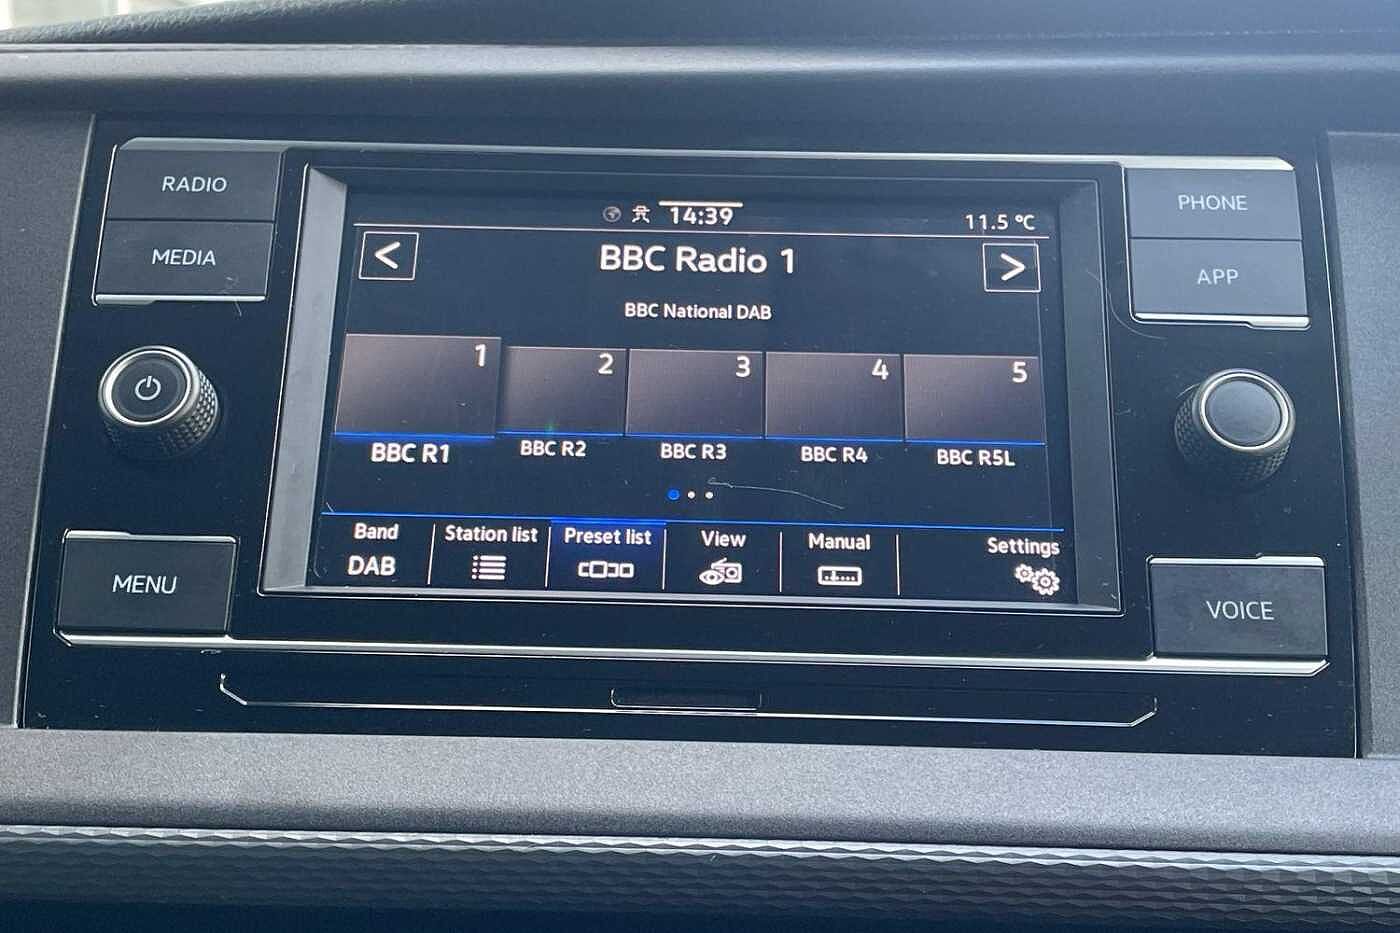 RADIO
MEDIA
MENU
14:39
11.5 °C
<
BBC Radio 1
>
BBC National DAB
1
2
3
4
5
BBC R1
BBC R2
BBC R3
BBC R4
BBC R5L
Band
DAB
Station list
Preset list
View
Manual
Settings
PHONE
APP
VOICE